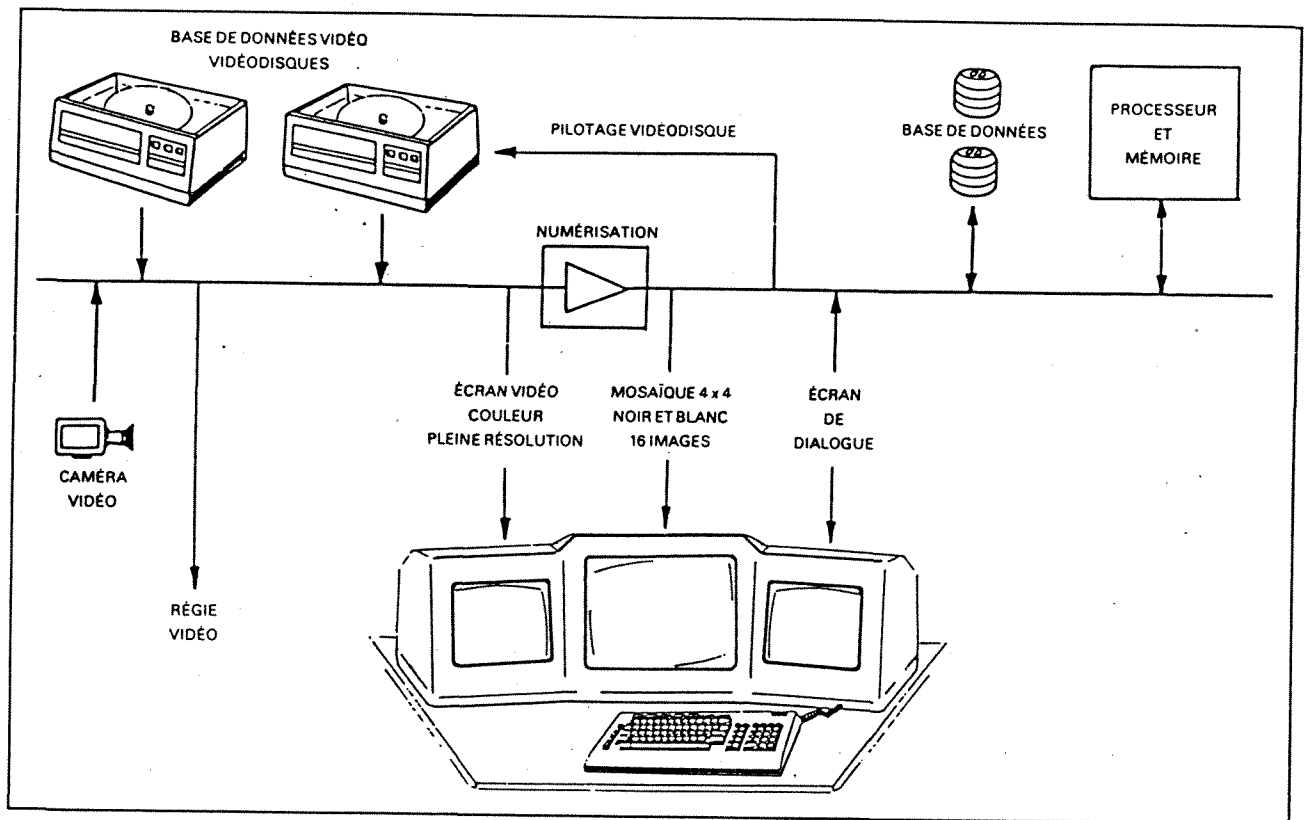 BASE DE DONNÉES VIDÉO
VIDÉODISQUES
PILOTAGE VIDÉODISQUE
BASE DE DONNÉES
PROCESSEUR
ET
MÉMOIRE
NUMÉRISATION
ÉCRAN VIDÉO
COULEUR
PLEINE RÉSOLUTION
MOSAÏQUE 4 x 4
NOIR ET BLANC
16 IMAGES
ÉCRAN
DE
DIALOGUE
CAMÉRA
VIDÉO
RÉGIE
VIDÉO